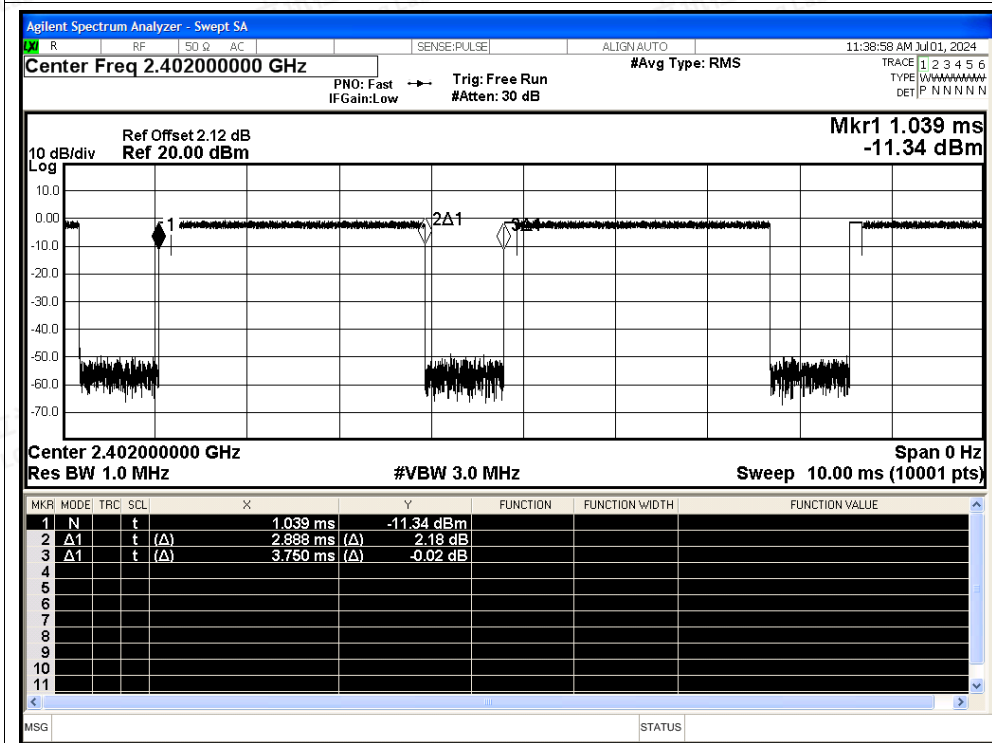 Agilent Spectrum Analyzer - Swept SA
LXI R RF 50 Ω AC SENSE:PULSE ALIGN AUTO 11:38:58 AM Jul 01, 2024
Center Freq 2.402000000 GHz #Avg Type: RMS TRACE 1 2 3 4 5 6
PNO: Fast Trig: Free Run TYPE W
IFGain:Low #Atten: 30 dB DET P N N N N N
Mkr1 1.039 ms
-11.34 dBm
Ref Offset 2.12 dB
10 dB/div Ref 20.00 dBm
Log
10.0
0.00
-10.0
-20.0
-30.0
-40.0
-50.0
-60.0
-70.0
1
2Δ1
3Δ1
Center 2.402000000 GHz Span 0 Hz
Res BW 1.0 MHz #VBW 3.0 MHz Sweep 10.00 ms (10001 pts)
MKR MODE TRC SCL X Y FUNCTION FUNCTION WIDTH FUNCTION VALUE
1 N t 1.039 ms -11.34 dBm
2 Δ1 t (Δ) 2.888 ms (Δ) 2.18 dB
3 Δ1 t (Δ) 3.750 ms (Δ) -0.02 dB
4
5
6
7
8
9
10
11
MSG STATUS